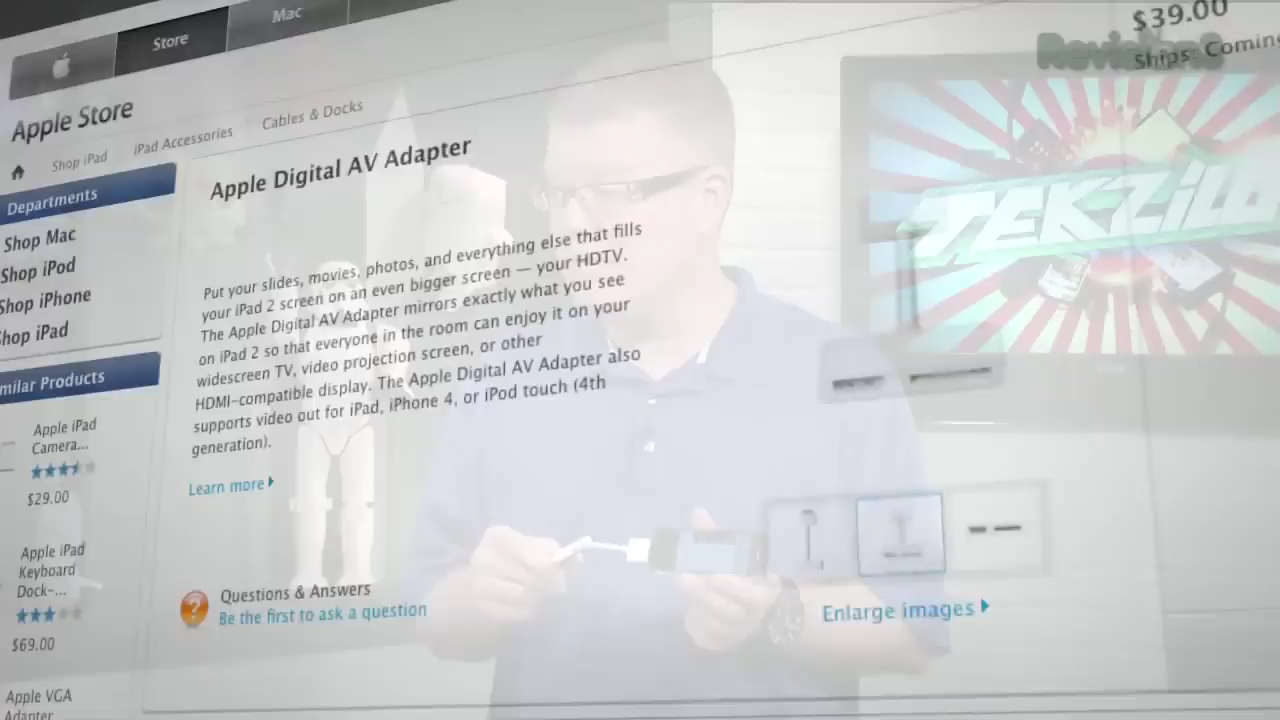 Store
Mac
$39.00
Revision3
Ships: Coming
Apple Store
Shop iPad
iPad Accessories
Cables & Docks
TEKZILL
Departments
Shop Mac
Shop iPod
Shop iPhone
Shop iPad
Apple Digital AV Adapter
Put your slides, movies, photos, and everything else that fills
your iPad 2 screen on an even bigger screen — your HDTV.
The Apple Digital AV Adapter mirrors exactly what you see
on iPad 2 so that everyone in the room can enjoy it on your
widescreen TV, video projection screen, or other
HDMI-compatible display. The Apple Digital AV Adapter also
supports video out for iPad, iPhone 4, or iPod touch (4th
generation).
Learn more
milar Products
Apple iPad
Camera...
$29.00
Apple iPad
Keyboard
Dock-...
$69.00
Apple VGA
Adapter
Questions & Answers
Be the first to ask a question
Enlarge images